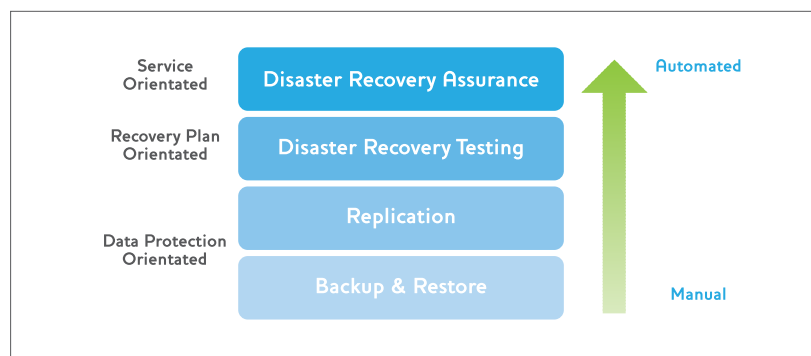 Service
Orientated
Disaster Recovery Assurance
Automated
Recovery Plan
Orientated
Disaster Recovery Testing
Replication
Data Protection
Orientated
Backup & Restore
Manual